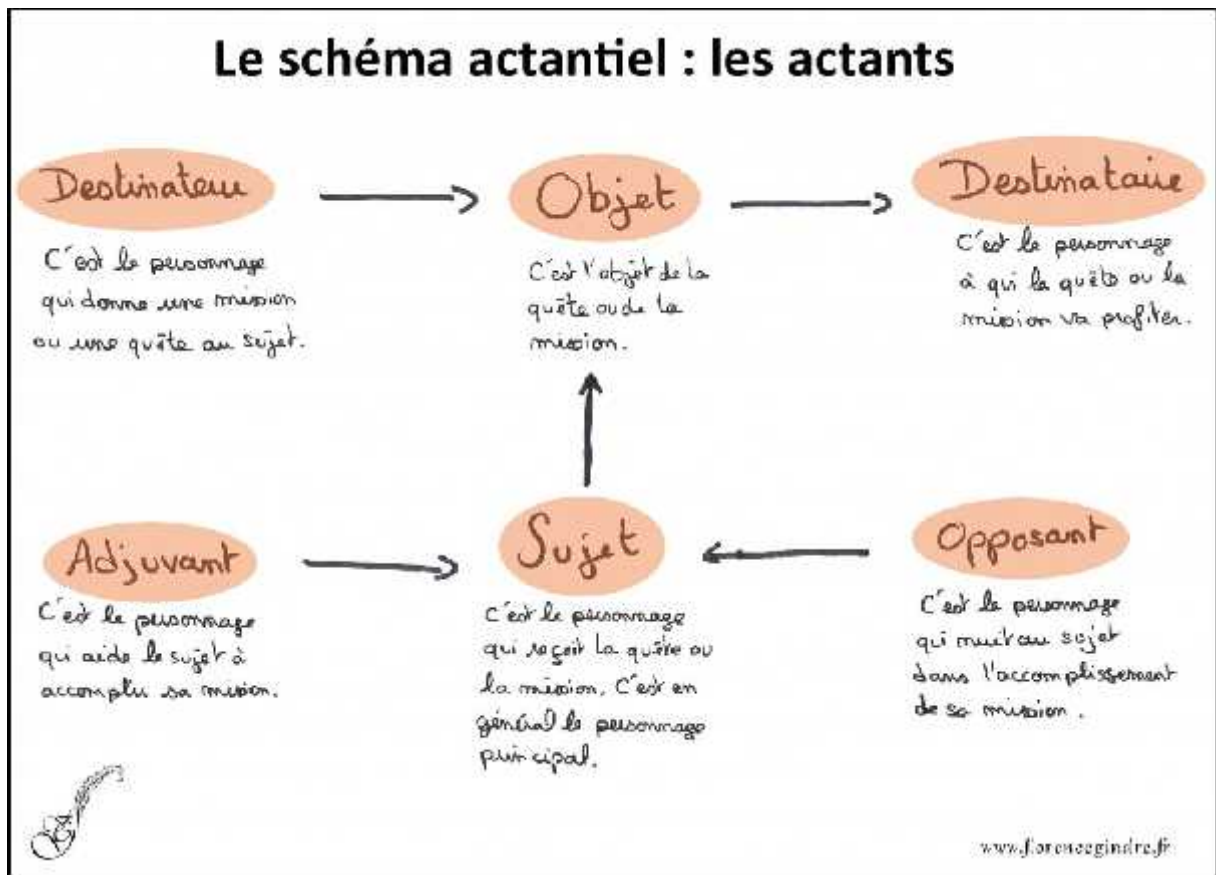 Le schéma actantiel : les actants
Destinateur
C'est le personnage
qui donne une mission
ou une quête au sujet.
Objet
C'est l'objet de la
quête ou de la
mission.
Destinataire
C'est le personnage
à qui la quête ou la
mission va profiter.
Adjuvant
C'est le personnage
qui aide le sujet à
accomplir sa mission.
Sujet
C'est le personnage
qui reçoit la quête ou
la mission. C'est en
général le personnage
principal.
Opposant
C'est le personnage
qui nuit au sujet
dans l'accomplissement
de sa mission.
www.florencegindre.fr